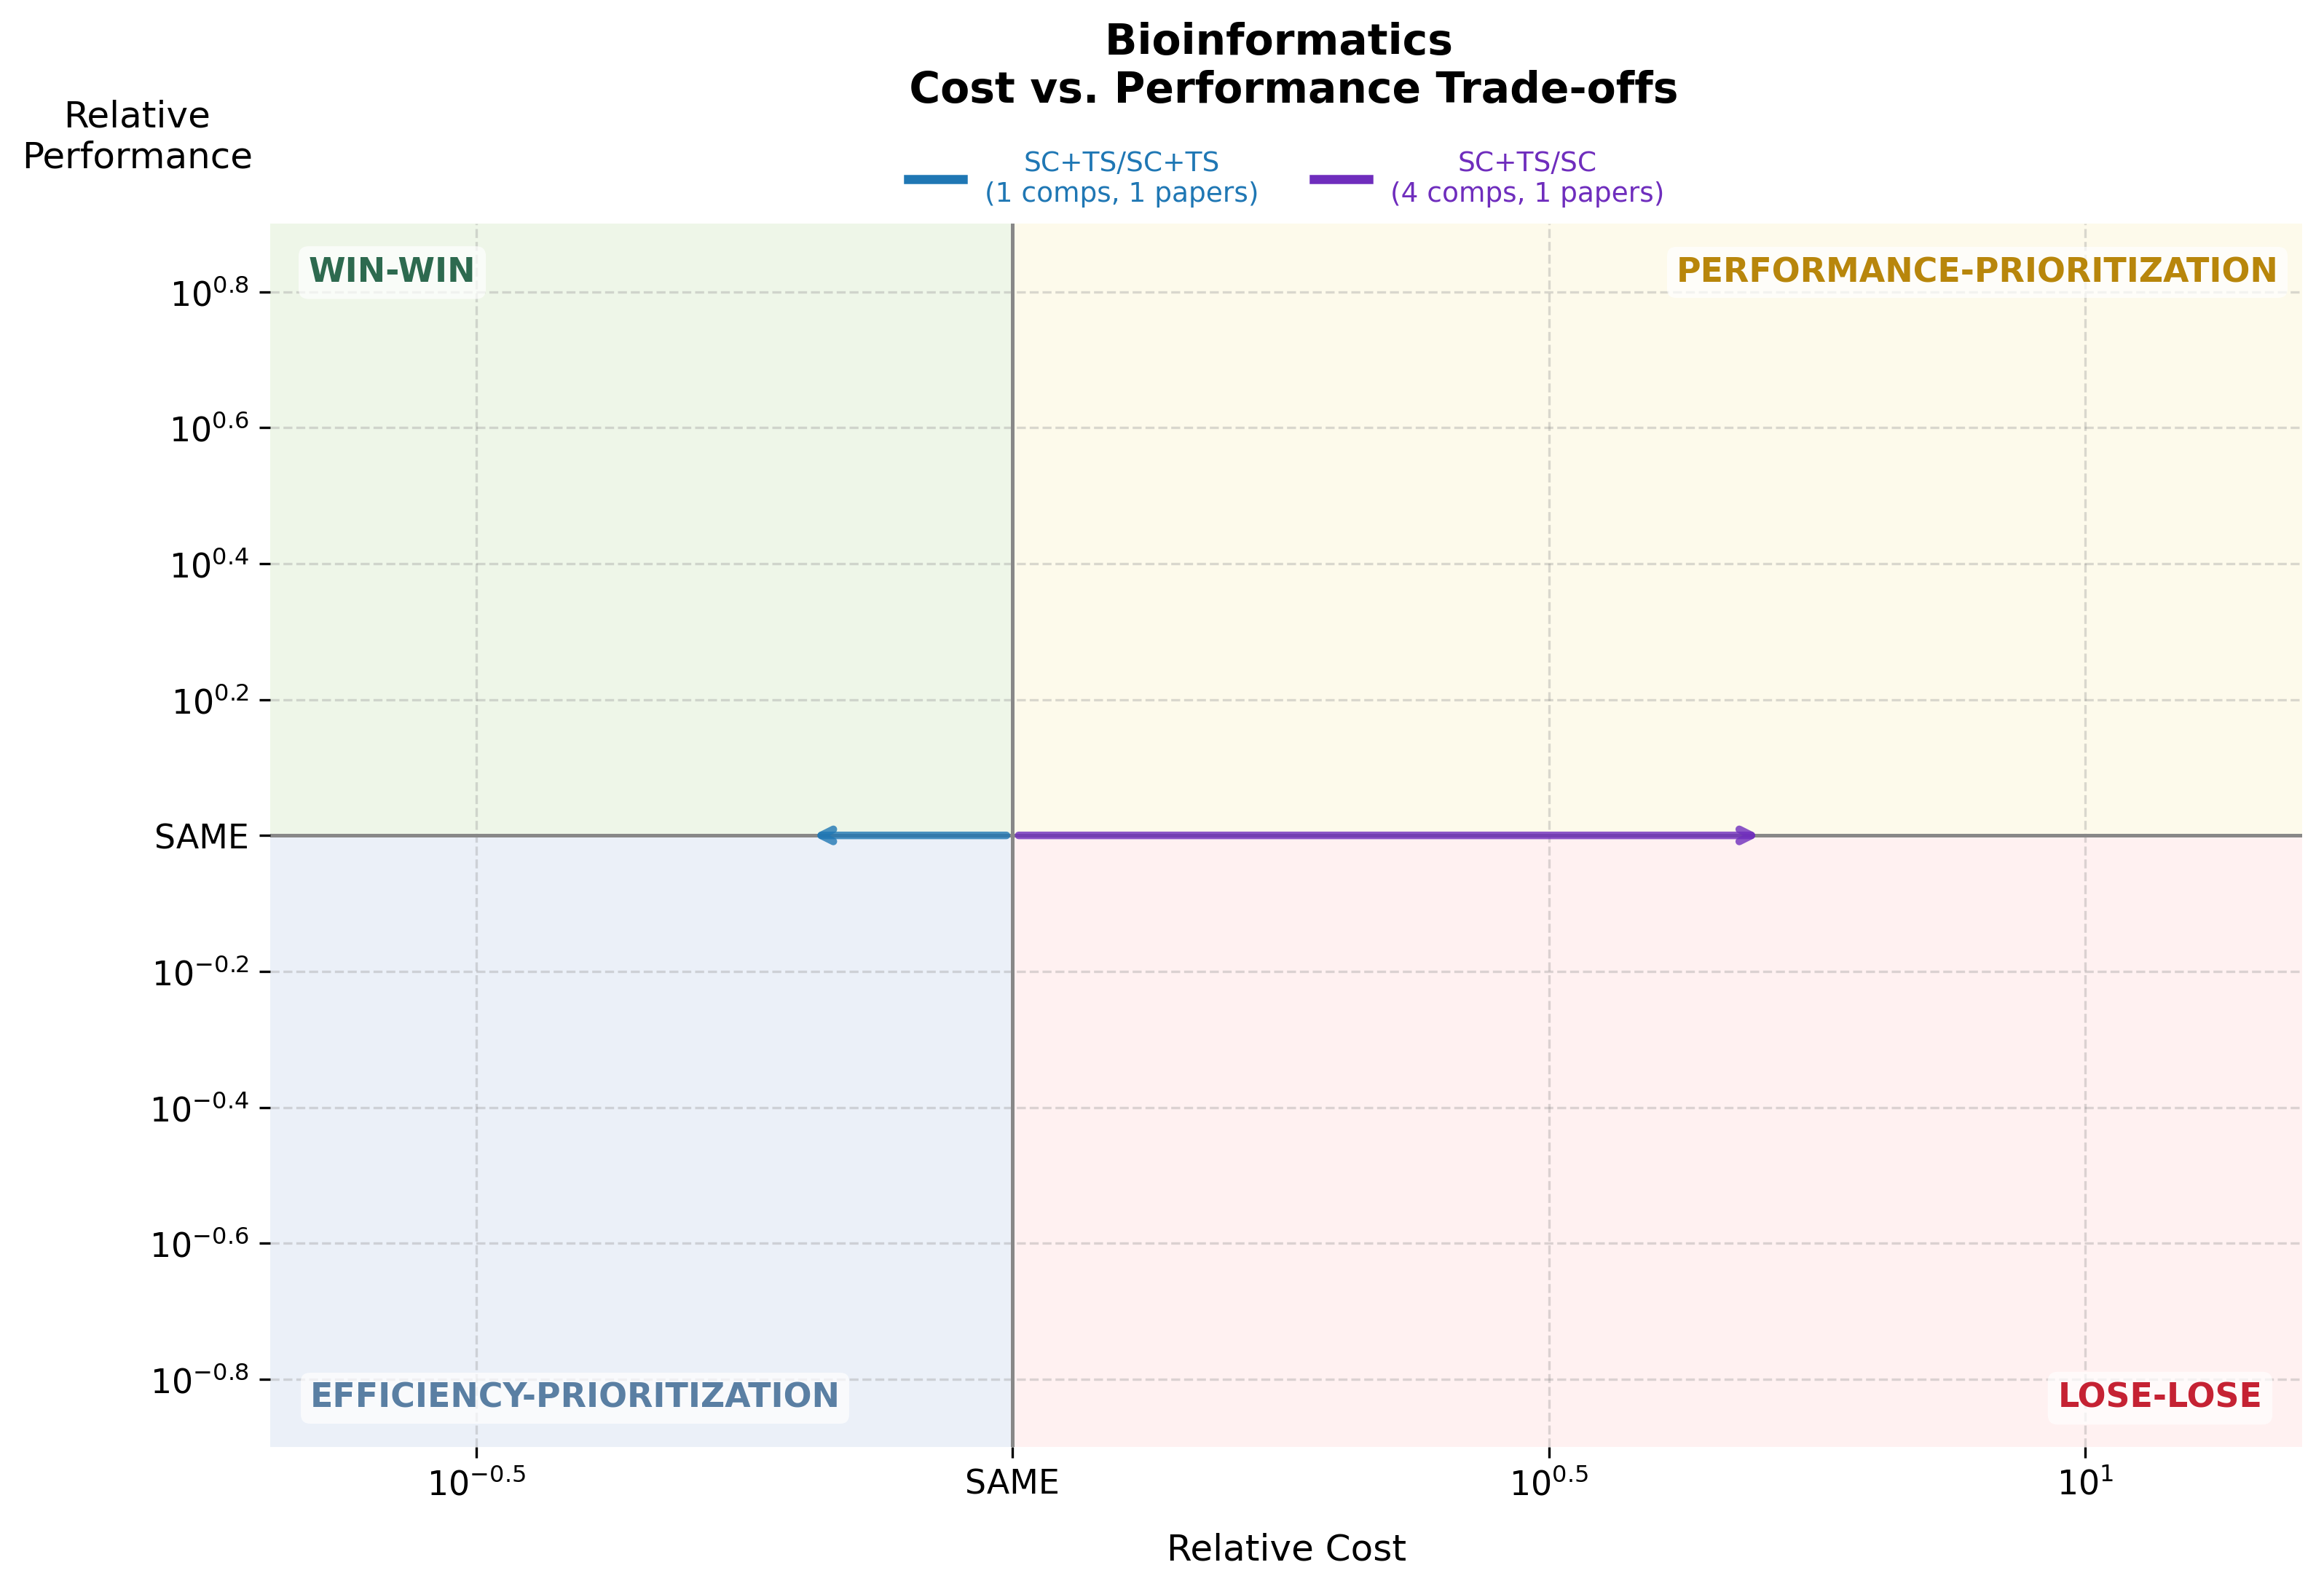 Bioinformatics
Cost vs. Performance Trade-offs
Relative
Performance
SC+TS/SC+TS
(1 comps, 1 papers)
SC+TS/SC
(4 comps, 1 papers)
WIN-WIN
PERFORMANCE-PRIORITIZATION
10^0.8
10^0.6
10^0.4
10^0.2
SAME
10^−0.2
10^−0.4
10^−0.6
10^−0.8
EFFICIENCY-PRIORITIZATION
LOSE-LOSE
10^−0.5
SAME
10^0.5
10^1
Relative Cost